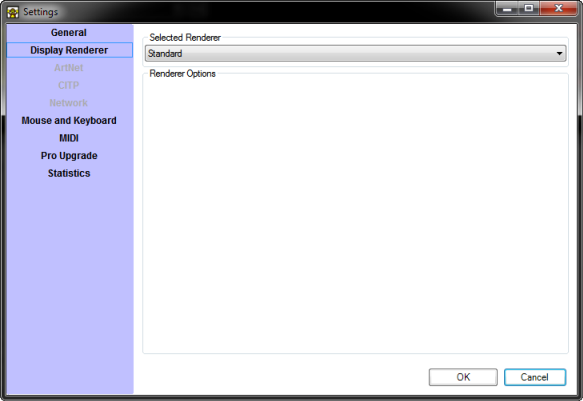 Settings
General
Display Renderer
ArtNet
CITP
Network
Mouse and Keyboard
MIDI
Pro Upgrade
Statistics
Selected Renderer
Standard
Renderer Options
OK
Cancel